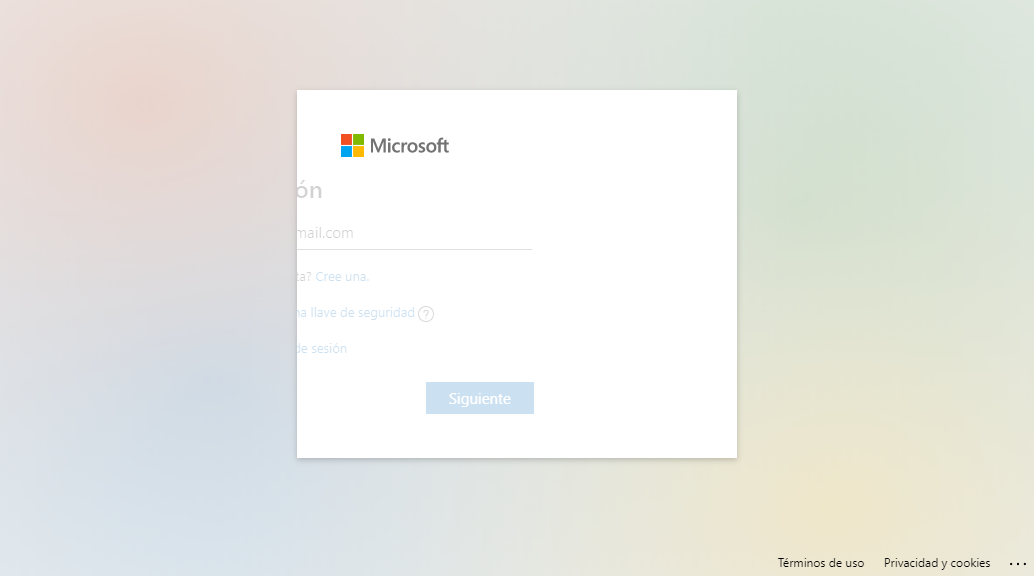 Microsoft
ón
mail.com
ta? Cree una.
na llave de seguridad ?
de sesión
Siguiente
Términos de uso Privacidad y cookies ...